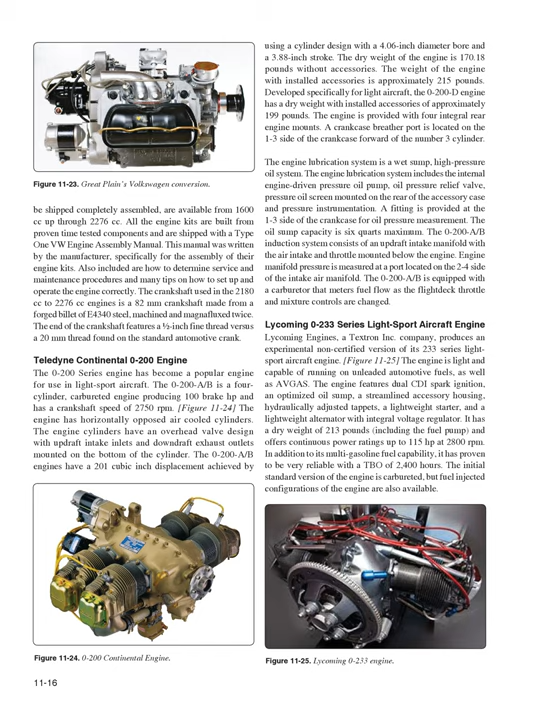 Figure 11-23. Great Plain's Volkswagen conversion.
be shipped completely assembled, are available from 1600
cc up through 2276 cc. All the engine kits are built from
proven time tested components and are shipped with a Type
One VW Engine Assembly Manual. This manual was written
by the manufacturer, specifically for the assembly of their
engine kits. Also included are how to determine service and
maintenance procedures and many tips on how to set up and
operate the engine correctly. The crankshaft used in the 2180
cc to 2276 cc engines is a 82 mm crankshaft made from a
forged billet of E4340 steel, machined and magnafluxed twice.
The end of the crankshaft features a ½-inch fine thread versus
a 20 mm thread found on the standard automotive crank.
Teledyne Continental 0-200 Engine
The 0-200 Series engine has become a popular engine
for use in light-sport aircraft. The 0-200-A/B is a four-
cylinder, carbureted engine producing 100 brake hp and
has a crankshaft speed of 2750 rpm. [Figure 11-24] The
engine has horizontally opposed air cooled cylinders.
The engine cylinders have an overhead valve design
with updraft intake inlets and downdraft exhaust outlets
mounted on the bottom of the cylinder. The 0-200-A/B
engines have a 201 cubic inch displacement achieved by
Figure 11-24. 0-200 Continental Engine.
using a cylinder design with a 4.06-inch diameter bore and
a 3.88-inch stroke. The dry weight of the engine is 170.18
pounds without accessories. The weight of the engine
with installed accessories is approximately 215 pounds.
Developed specifically for light aircraft, the 0-200-D engine
has a dry weight with installed accessories of approximately
199 pounds. The engine is provided with four integral rear
engine mounts. A crankcase breather port is located on the
1-3 side of the crankcase forward of the number 3 cylinder.
The engine lubrication system is a wet sump, high-pressure
oil system. The engine lubrication system includes the internal
engine-driven pressure oil pump, oil pressure relief valve,
pressure oil screen mounted on the rear of the accessory case
and pressure instrumentation. A fitting is provided at the
1-3 side of the crankcase for oil pressure measurement. The
oil sump capacity is six quarts maximum. The 0-200-A/B
induction system consists of an updraft intake manifold with
the air intake and throttle mounted below the engine. Engine
manifold pressure is measured at a port located on the 2-4 side
of the intake air manifold. The 0-200-A/B is equipped with
a carburetor that meters fuel flow as the flightdeck throttle
and mixture controls are changed.
Lycoming 0-233 Series Light-Sport Aircraft Engine
Lycoming Engines, a Textron Inc. company, produces an
experimental non-certified version of its 233 series light-
sport aircraft engine. [Figure 11-25] The engine is light and
capable of running on unleaded automotive fuels, as well
as AVGAS. The engine features dual CDI spark ignition,
an optimized oil sump, a streamlined accessory housing,
hydraulically adjusted tappets, a lightweight starter, and a
lightweight alternator with integral voltage regulator. It has
a dry weight of 213 pounds (including the fuel pump) and
offers continuous power ratings up to 115 hp at 2800 rpm.
In addition to its multi-gasoline fuel capability, it has proven
to be very reliable with a TBO of 2,400 hours. The initial
standard version of the engine is carbureted, but fuel injected
configurations of the engine are also available.
Figure 11-25. Lycoming 0-233 engine.
11-16